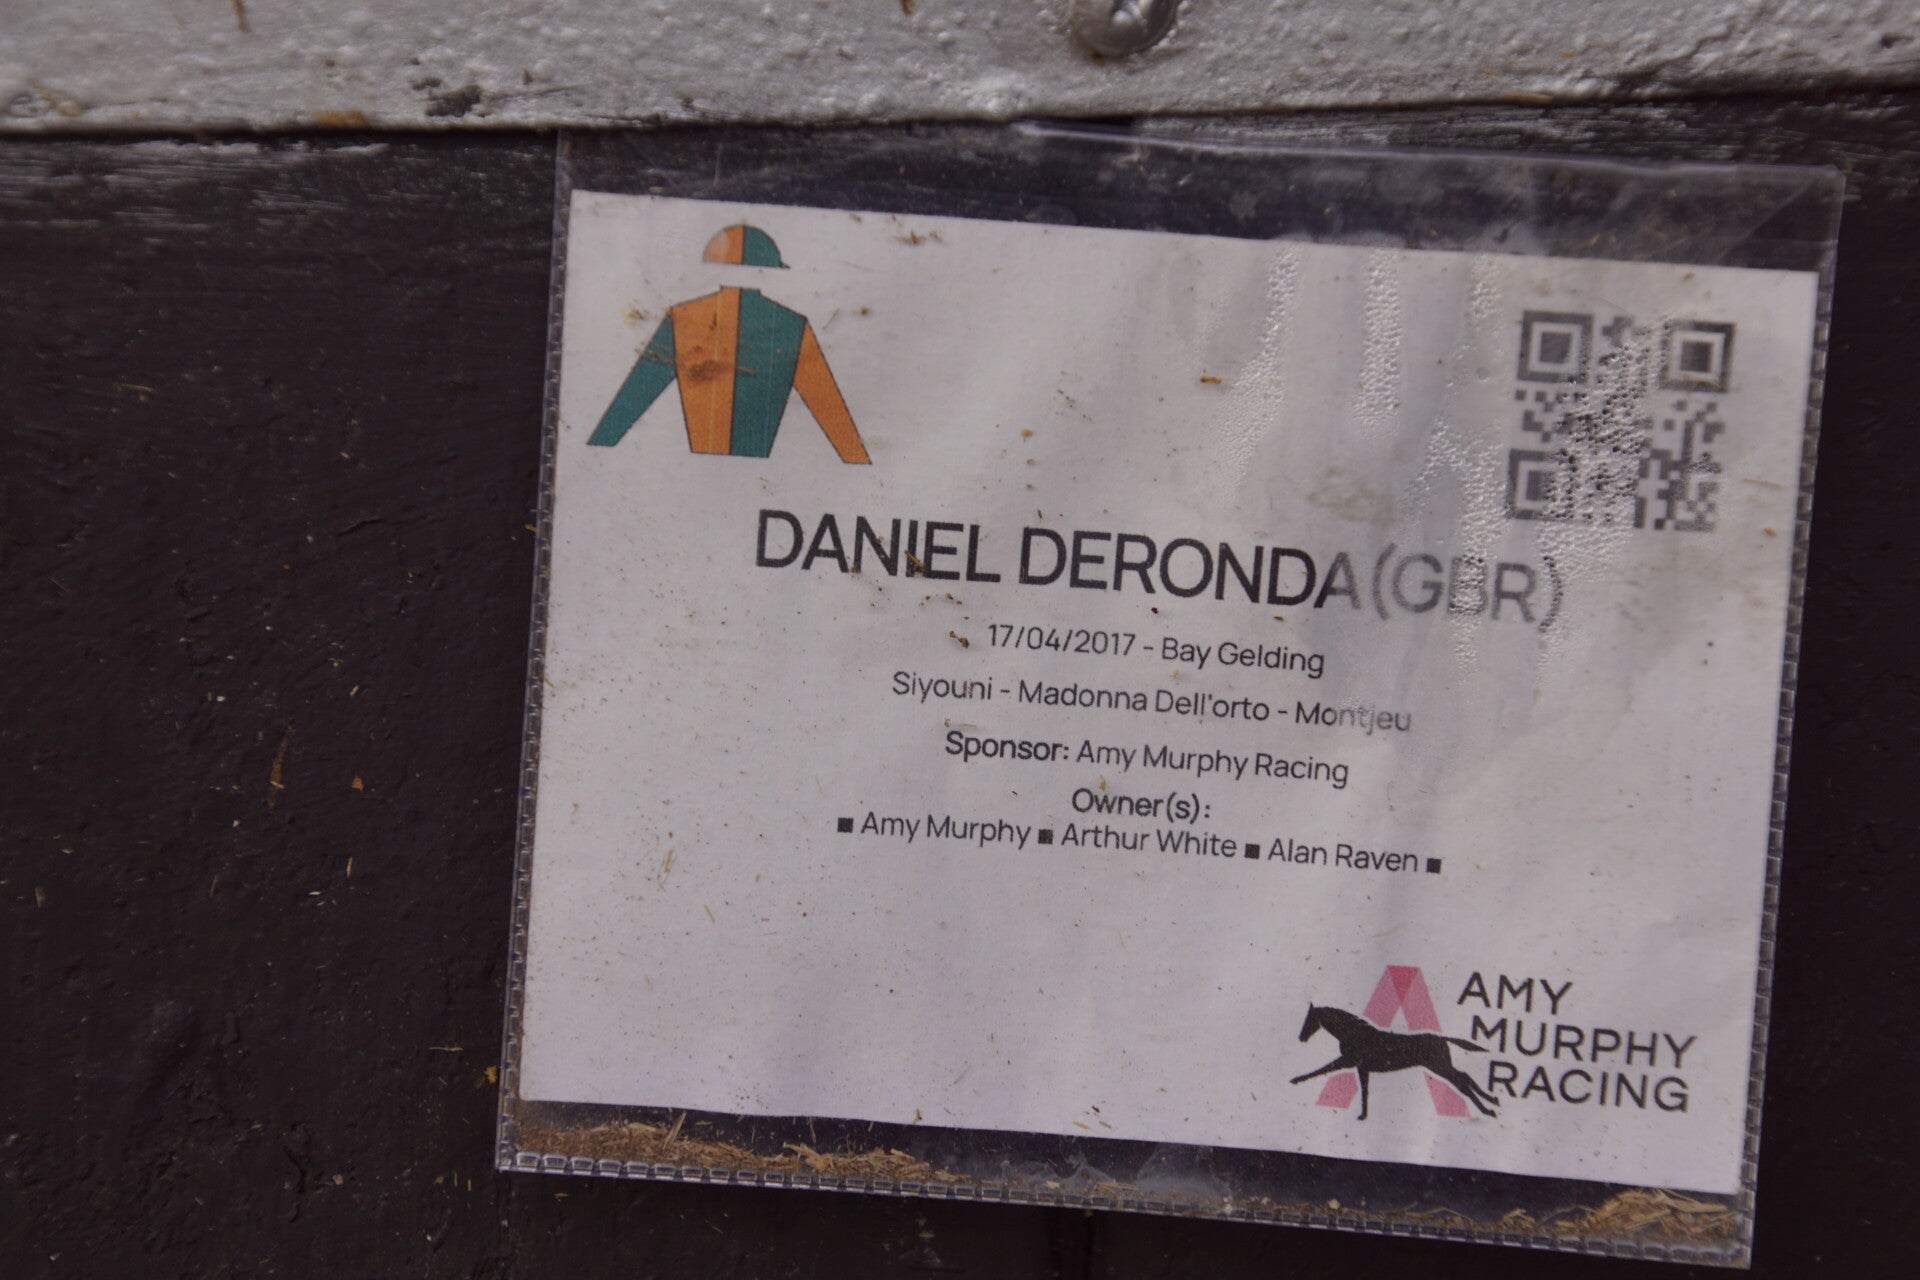 DANIEL DERONDA (GBR)
17/04/2017 - Bay Gelding
Siyouni - Madonna Dell'orto - Montjeu
Sponsor: Amy Murphy Racing
Owner(s):
■ Amy Murphy ■ Arthur White ■ Alan Raven ■
AMY
MURPHY
RACING